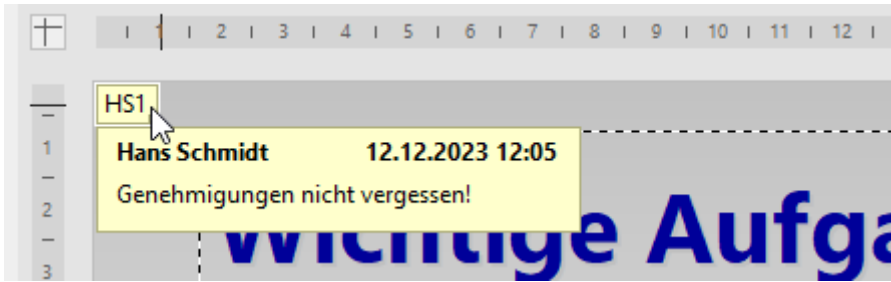 1 2 3 4 5 6 7 8 9 10 11 12
HS1
Hans Schmidt 12.12.2023 12:05
1
Genehmigungen nicht vergessen!
2
Wichtige Aufga
3